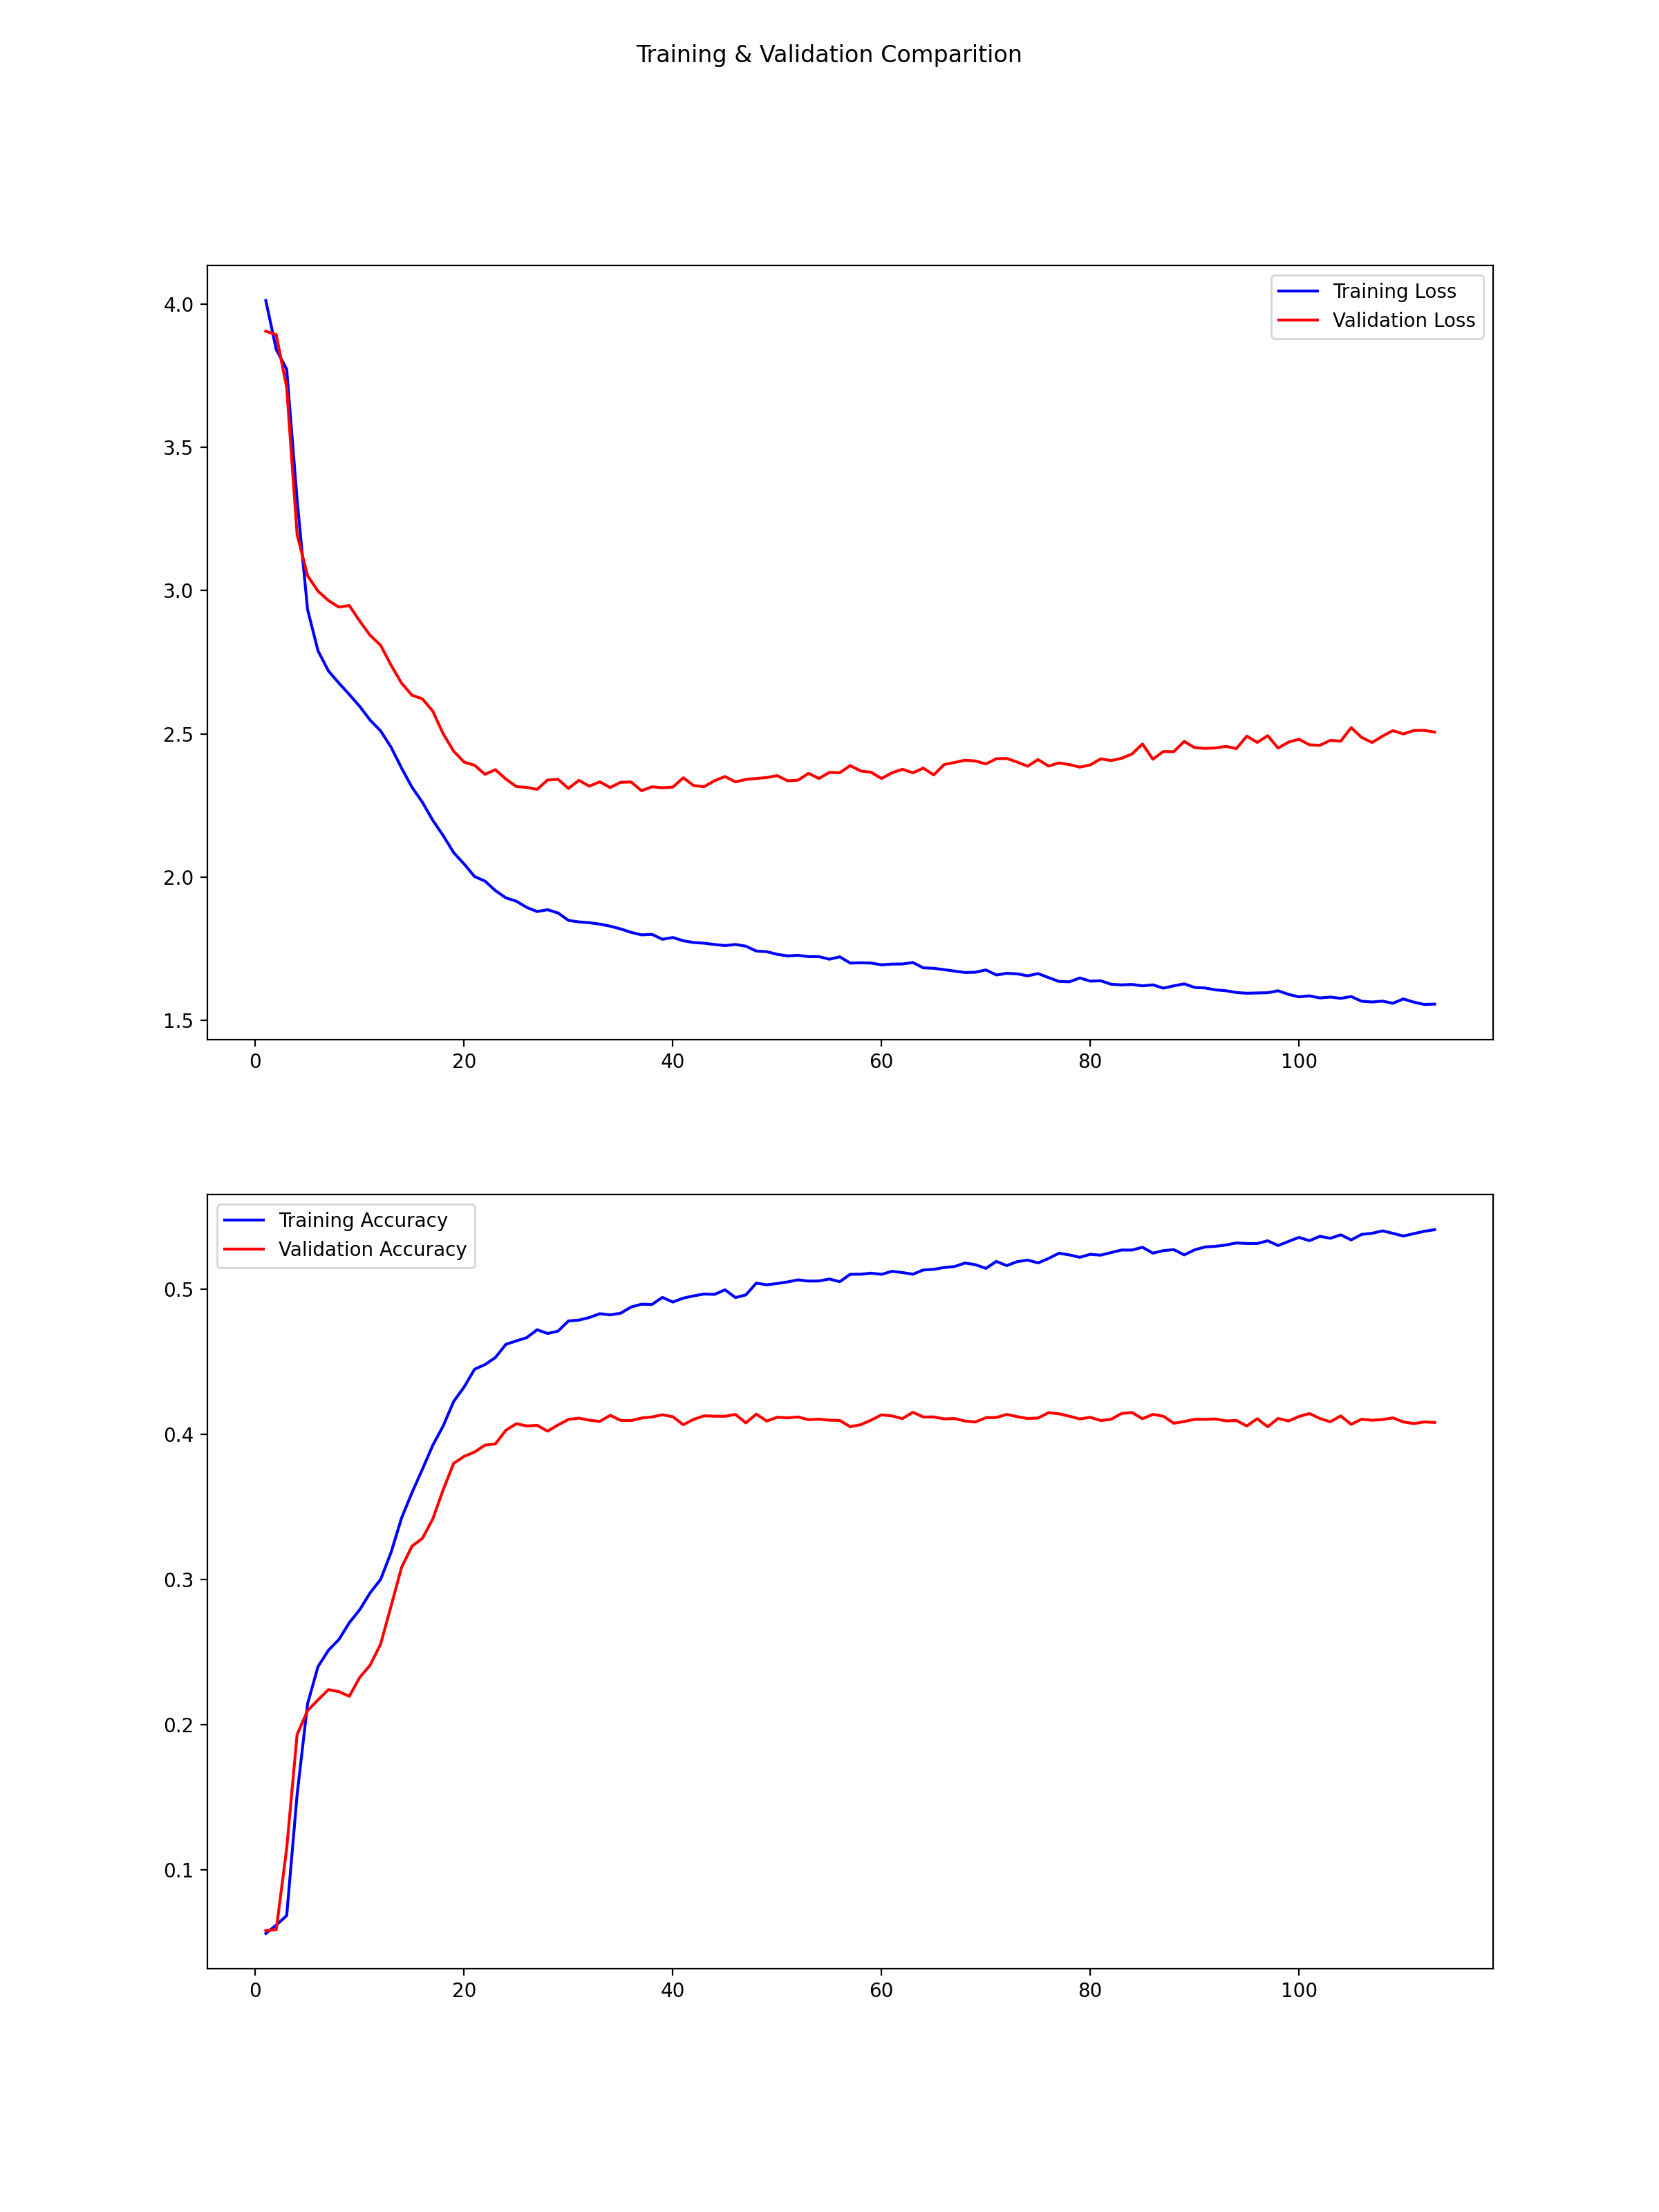 Training & Validation Comparition
Training Loss
Validation Loss
4.0
3.5
3.0
2.5
2.0
1.5
0 20 40 60 80 100
Training Accuracy
Validation Accuracy
0.5
0.4
0.3
0.2
0.1
0 20 40 60 80 100